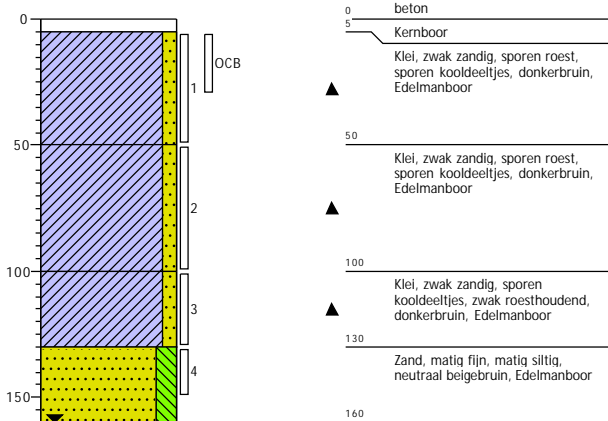 0
50
100
150
1
2
3
4
OCB
0
beton
5
Kernboor
Klei, zwak zandig, sporen roest,
sporen kooldeeltjes, donkerbruin,
Edelmanboor
50
Klei, zwak zandig, sporen roest,
sporen kooldeeltjes, donkerbruin,
Edelmanboor
100
Klei, zwak zandig, sporen
kooldeeltjes, zwak roesthoudend,
donkerbruin, Edelmanboor
130
Zand, matig fijn, matig siltig,
neutraal beigebruin, Edelmanboor
160